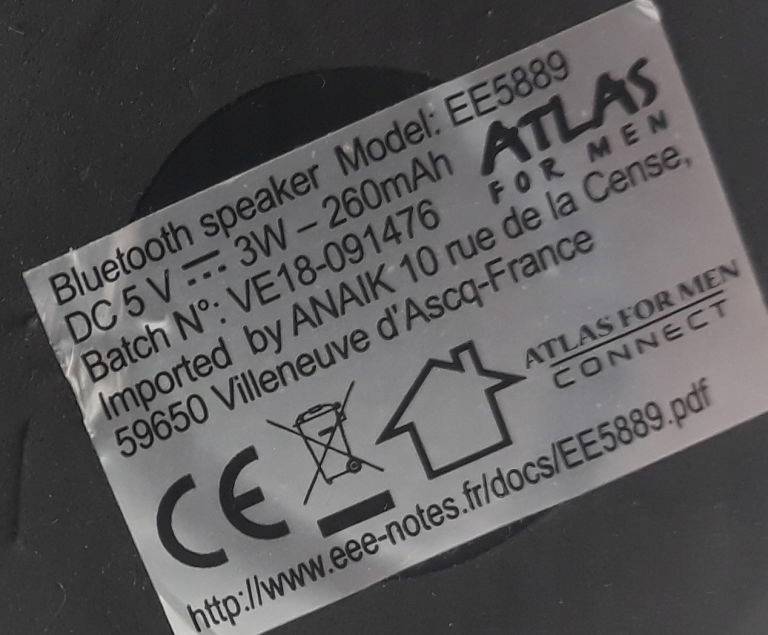 Bluetooth speaker Model: EE5889
DC 5 V ⎓ 3W – 260mAh
ATLAS
FOR MEN
Batch N°: VE18-091476
Imported by ANAIK 10 rue de la Cense,
59650 Villeneuve d'Ascq-France
CE
ATLAS FOR MEN
CONNECT
http://www.eee-notes.fr/docs/EE5889.pdf